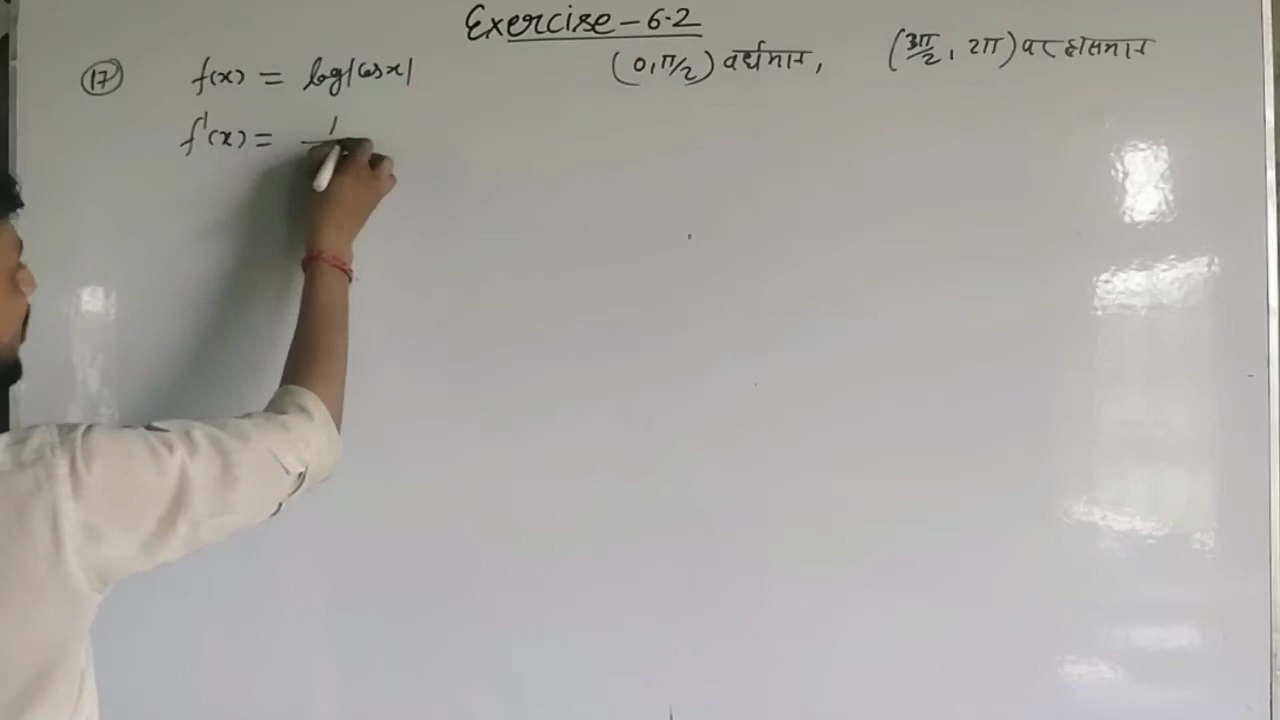 Exercise-6.2
(17) f(x) = log|Cosx| (0,π/2) वर्धमान, (3π/2, 2π) पर ह्रासमान
f'(x) = 1